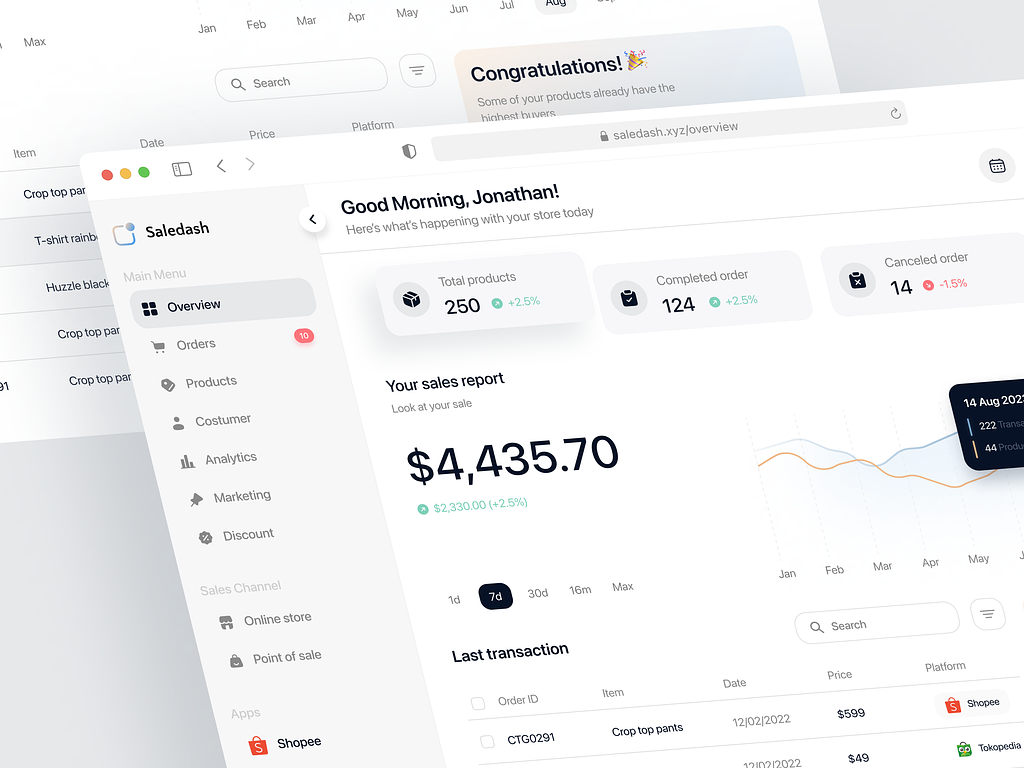 Max
Jan Feb Mar Apr May Jun Jul Aug
Search
Congratulations! 🎉
Some of your products already have the
highest buyers
Item Date Price Platform
Crop top pan
T-shirt rainbo
Huzzle black
Crop top pan
91 Crop top pan
saledash.xyz/overview
Saledash
Main Menu
Overview
Orders 10
Products
Costumer
Analytics
Marketing
Discount
Sales Channel
Online store
Point of sale
Apps
Shopee
Good Morning, Jonathan!
Here's what's happening with your store today
Total products
250 +2.5%
Completed order
124 +2.5%
Canceled order
14 -1.5%
Your sales report
Look at your sale
$4,435.70
$2,330.00 (+2.5%)
1d 7d 30d 16m Max
14 Aug 2023
222 Transa
44 Produ
Jan Feb Mar Apr May J
Last transaction
Search
Order ID Item Date Price Platform
CTG0291 Crop top pants 12/02/2022 $599 Shopee
12/02/2022 $49 Tokopedia